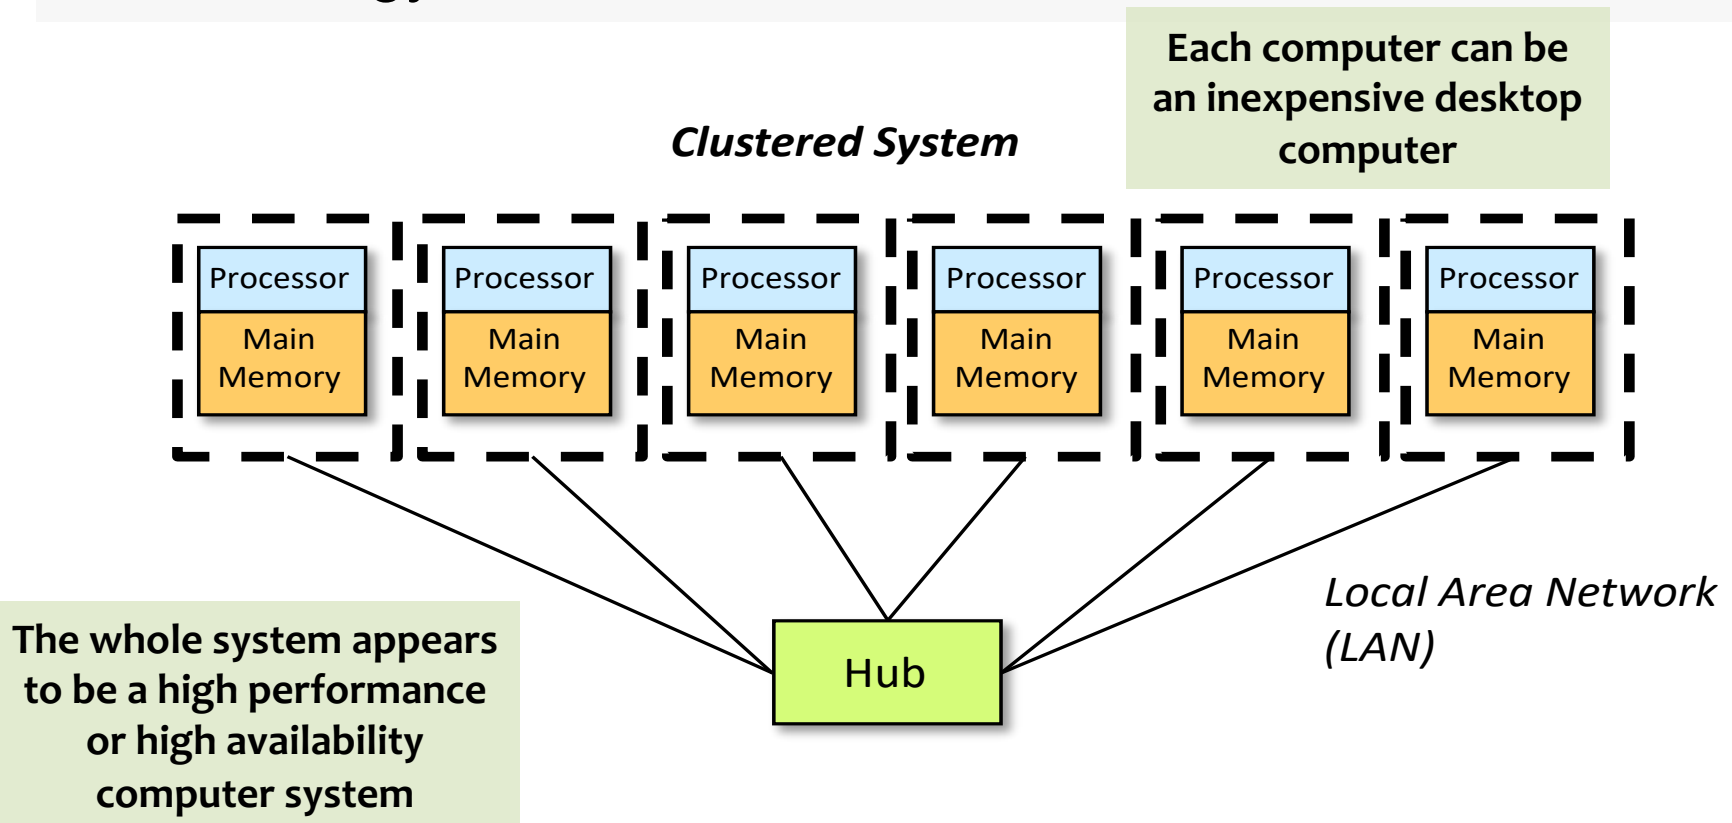 Each computer can be
an inexpensive desktop
computer
Clustered System
Processor
Main
Memory
Processor
Main
Memory
Processor
Main
Memory
Processor
Main
Memory
Processor
Main
Memory
Processor
Main
Memory
Local Area Network
(LAN)
Hub
The whole system appears
to be a high performance
or high availability
computer system